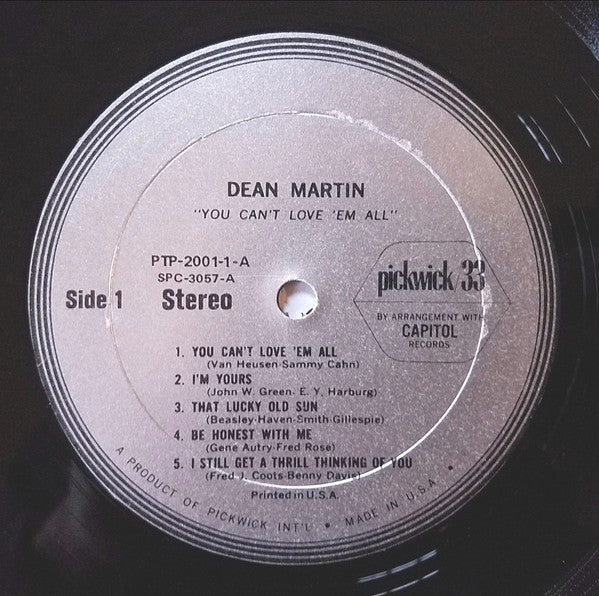 DEAN MARTIN
"YOU CAN'T LOVE 'EM ALL"
PTP-2001-1-A
SPC-3057-A
Side 1 Stereo
pickwick/33
BY ARRANGEMENT WITH
CAPITOL
RECORDS
1. YOU CAN'T LOVE 'EM ALL
(Van Heusen-Sammy Cahn)
2. I'M YOURS
(John W. Green- E. Y, Harburg)
3. THAT LUCKY OLD SUN
(Beasley-Haven-Smith-Gillespie)
4. BE HONEST WITH ME
(Gene Autry-Fred Rose)
5. I STILL GET A THRILL THINKING OF YOU
(Fred J. Coots-Benny Davis)
Printed in U.S.A.
A PRODUCT OF PICKWICK INT'L • MADE IN U.S.A. •